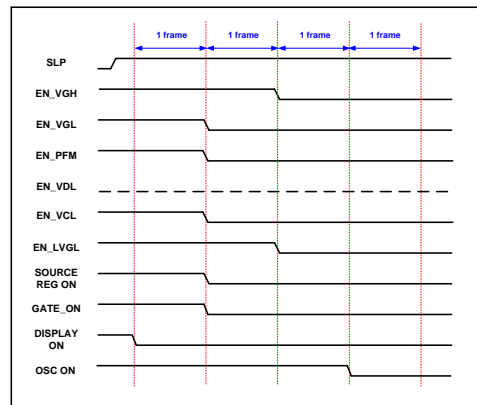 1 frame 1 frame 1 frame 1 frame
SLP
EN_VGH
EN_VGL
EN_PFM
EN_VDL
EN_VCL
EN_LVGL
SOURCE
REG ON
GATE_ON
DISPLAY
ON
OSC ON